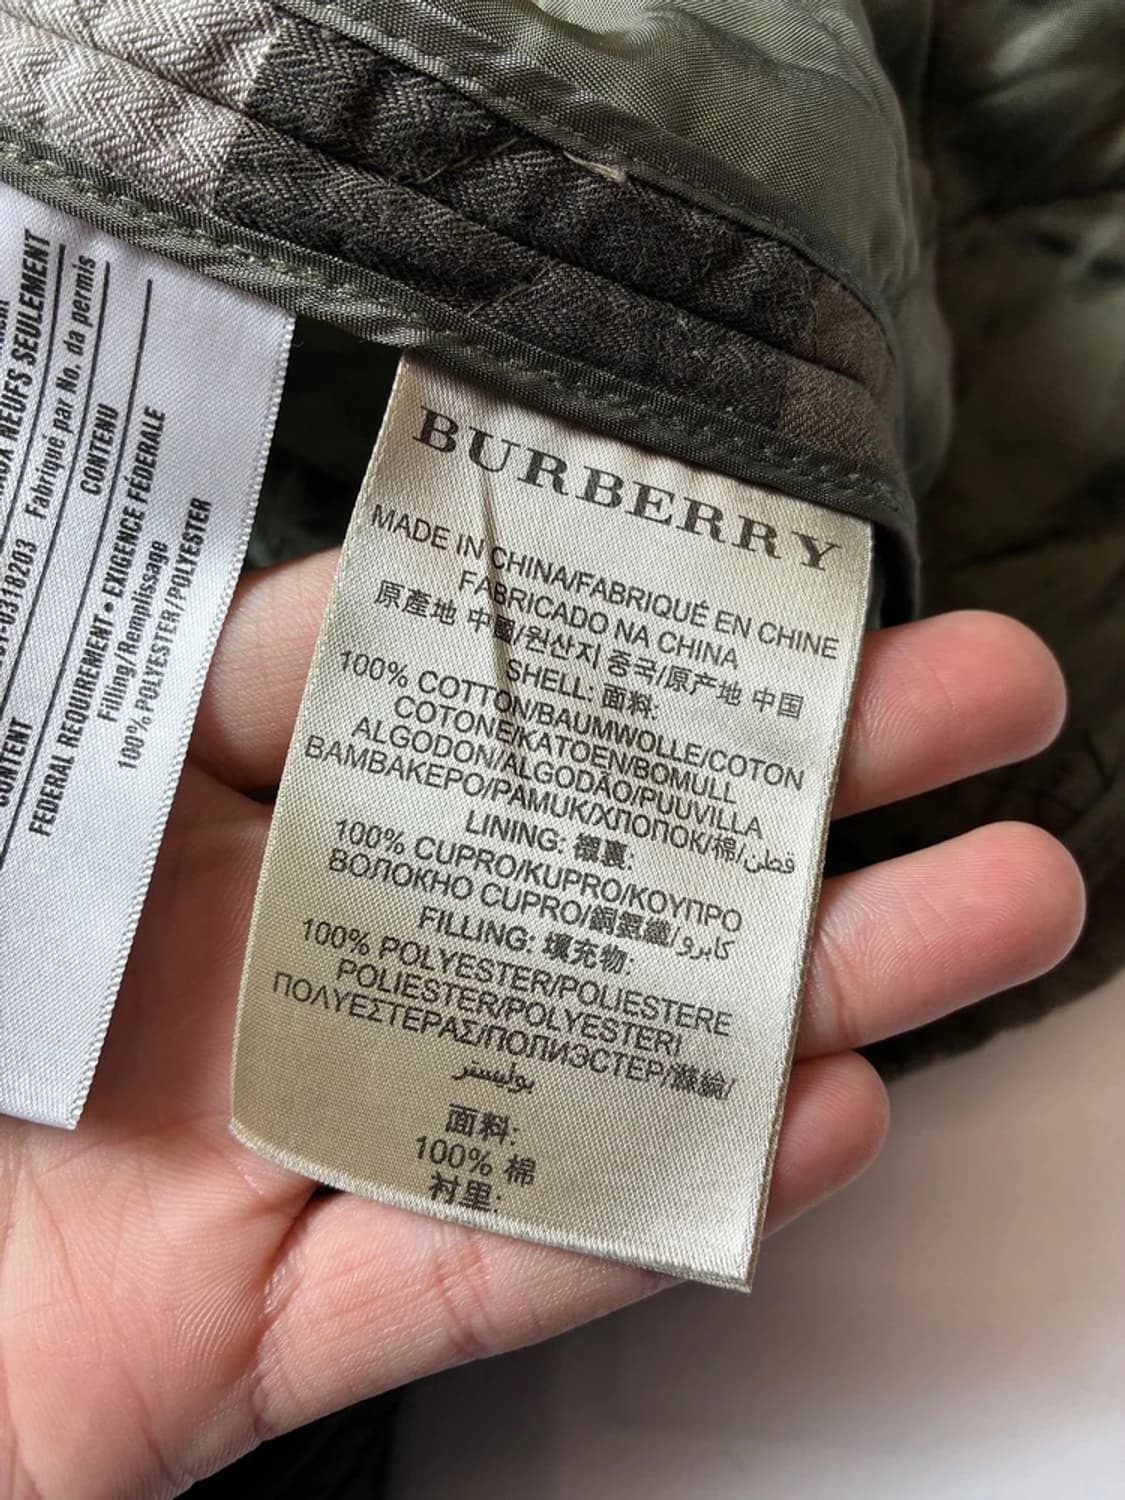 NEUFS SEULEMENT
0318203 Fabriqué par No. da permis
CONTENT CONTENU
FEDERAL REQUIREMENT • EXIGENCE FÉDÉRALE
Filling/Remplissage
100% POLYESTER/POLYESTER
BURBERRY
MADE IN CHINA/FABRIQUÉ EN CHINE
FABRICADO NA CHINA
原產地 中國/원산지 중국/原产地 中国
SHELL: 面料:
100% COTTON/BAUMWOLLE/COTON
COTONE/KATOEN/BOMULL
ALGODON/ALGODÃO/PUUVILLA
ΒΑΜΒΑΚΕΡΟ/PAMUK/ХЛОПОК/棉/قطن
LINING: 襯裏:
100% CUPRO/KUPRO/ΚΟΥΠΡΟ
ВОЛОКНО CUPRO/銅氨纖/كابرو
FILLING: 填充物:
100% POLYESTER/POLIESTERE
POLIESTER/POLYESTERI
ΠΟΛΥΕΣΤΕΡΑΣ/ПОЛИЭСТЕР/滌綸/
بوليستر
面料:
100% 棉
衬里: